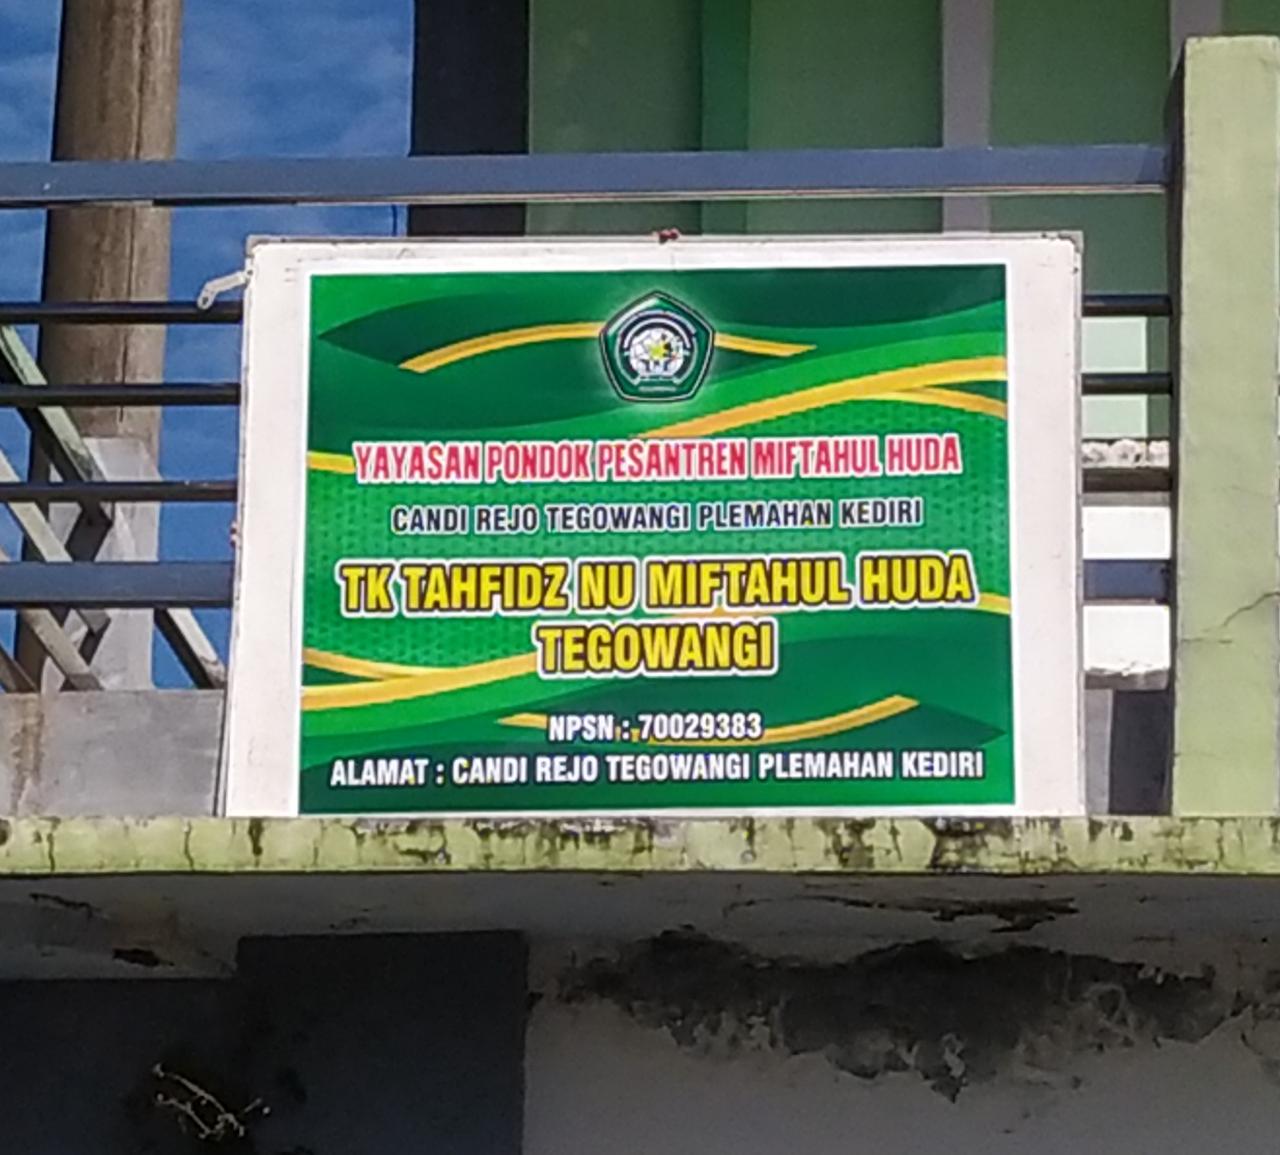 YAYASAN PONDOK PESANTREN MIFTAHUL HUDA
CANDI REJO TEGOWANGI PLEMAHAN KEDIRI
TK TAHFIDZ NU MIFTAHUL HUDA
TEGOWANGI
NPSN : 70029383
ALAMAT : CANDI REJO TEGOWANGI PLEMAHAN KEDIRI